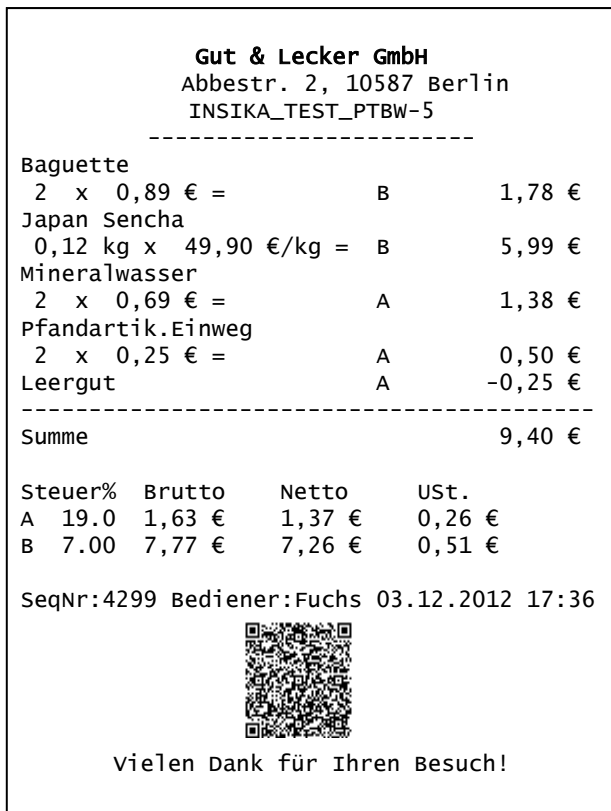 Gut & Lecker GmbH
Abbestr. 2, 10587 Berlin
INSIKA_TEST_PTBW-5
------------------------
Baguette
2 x 0,89 € = B 1,78 €
Japan Sencha
0,12 kg x 49,90 €/kg = B 5,99 €
Mineralwasser
2 x 0,69 € = A 1,38 €
Pfandartik.Einweg
2 x 0,25 € = A 0,50 €
Leergut A -0,25 €
------------------------------------------
Summe 9,40 €
Steuer% Brutto Netto USt.
A 19.0 1,63 € 1,37 € 0,26 €
B 7.00 7,77 € 7,26 € 0,51 €
SeqNr:4299 Bediener:Fuchs 03.12.2012 17:36
Vielen Dank für Ihren Besuch!